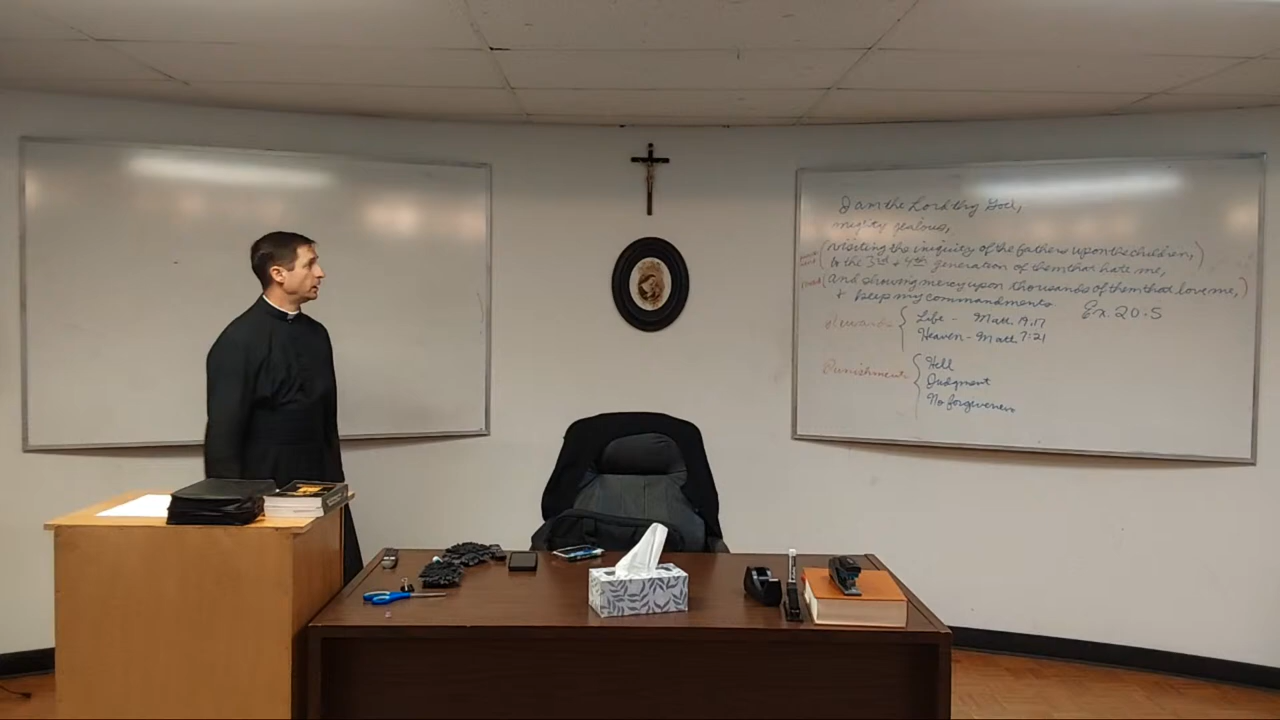 I am the Lord thy God,
mighty jealous,
(visiting the iniquity of the fathers upon the children,)
to the 3rd + 4th generation of them that hate me,
(and showing mercy upon thousands of them that love me,)
+ keep my commandments
Ex. 20.5
Rewards { Life - Matt. 19.17
Heaven - Matt. 7:21
Punishment { Hell
Judgment
No forgiveness